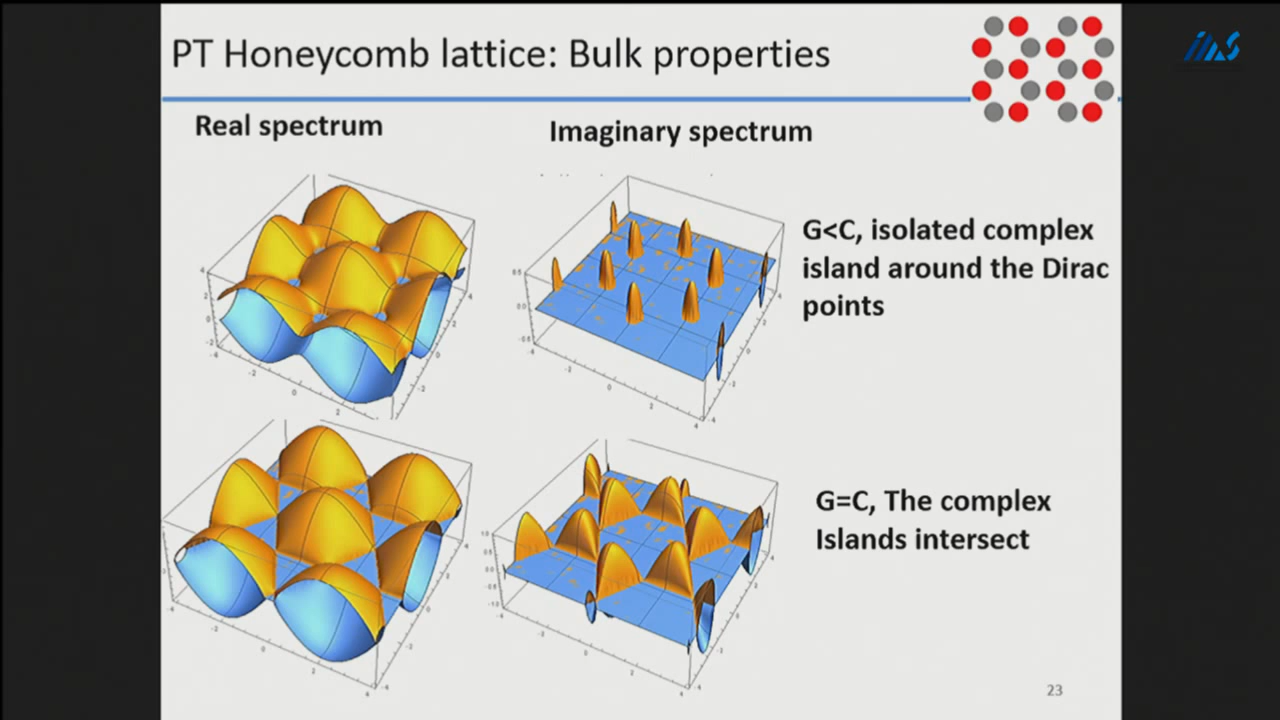 PT Honeycomb lattice: Bulk properties
Real spectrum
Imaginary spectrum
G<C, isolated complex
island around the Dirac
points
G=C, The complex
Islands intersect
23